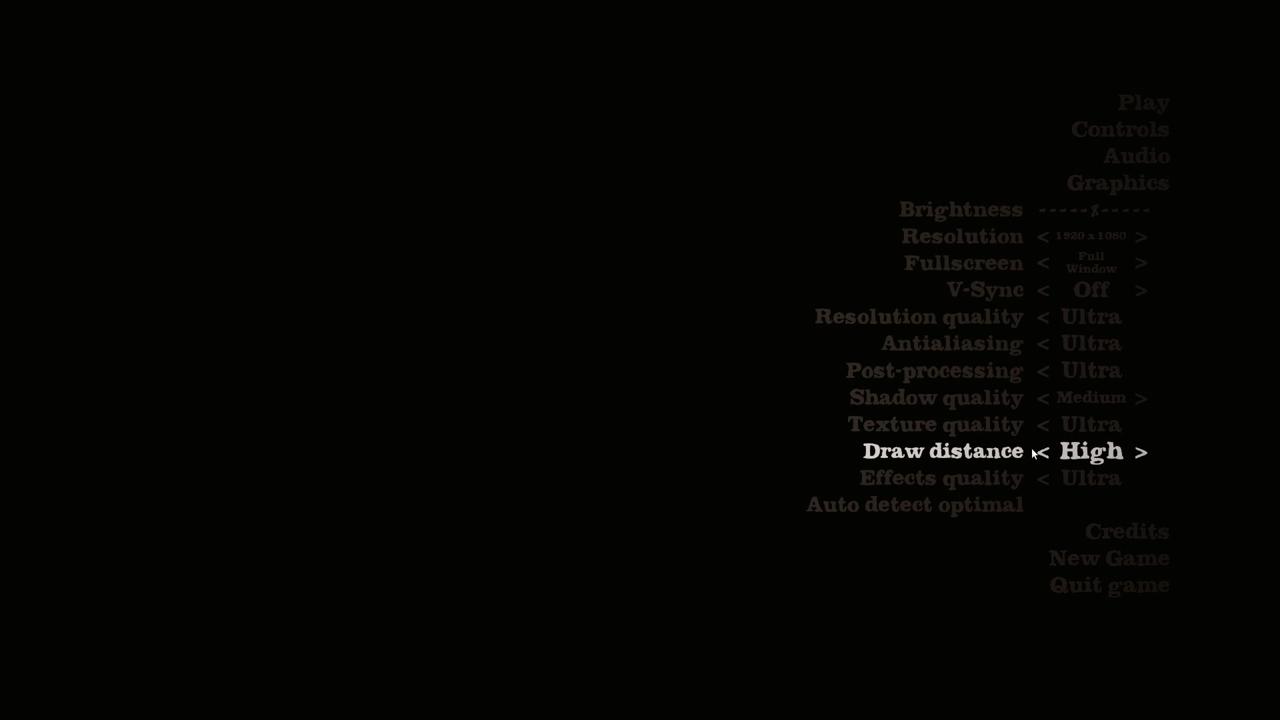 Play
Controls
Audio
Graphics
Brightness -----%-----
Resolution < 1920 x 1080 >
Fullscreen < Full Window >
V-Sync < Off >
Resolution quality < Ultra
Antialiasing < Ultra
Post-processing < Ultra
Shadow quality < Medium >
Texture quality < Ultra
Draw distance < High >
Effects quality < Ultra
Auto detect optimal
Credits
New Game
Quit game